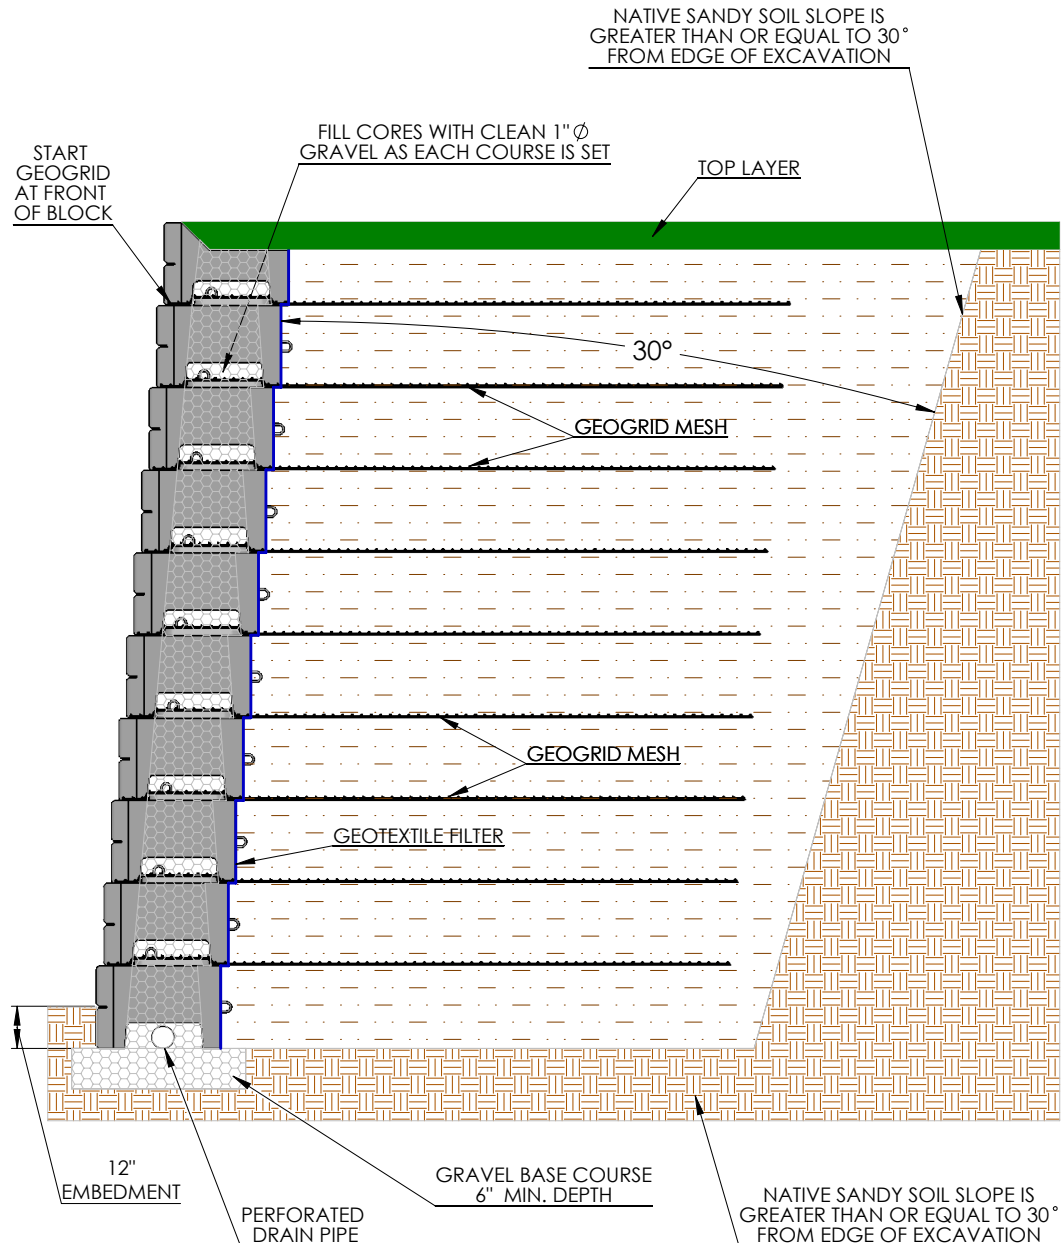 NATIVE SANDY SOIL SLOPE IS
GREATER THAN OR EQUAL TO 30°
FROM EDGE OF EXCAVATION
FILL CORES WITH CLEAN 1" Ø
GRAVEL AS EACH COURSE IS SET
START
GEOGRID
AT FRONT
OF BLOCK
TOP LAYER
30°
GEOGRID MESH
GEOGRID MESH
GEOTEXTILE FILTER
12"
EMBEDMENT
GRAVEL BASE COURSE
6" MIN. DEPTH
PERFORATED
DRAIN PIPE
NATIVE SANDY SOIL SLOPE IS
GREATER THAN OR EQUAL TO 30°
FROM EDGE OF EXCAVATION